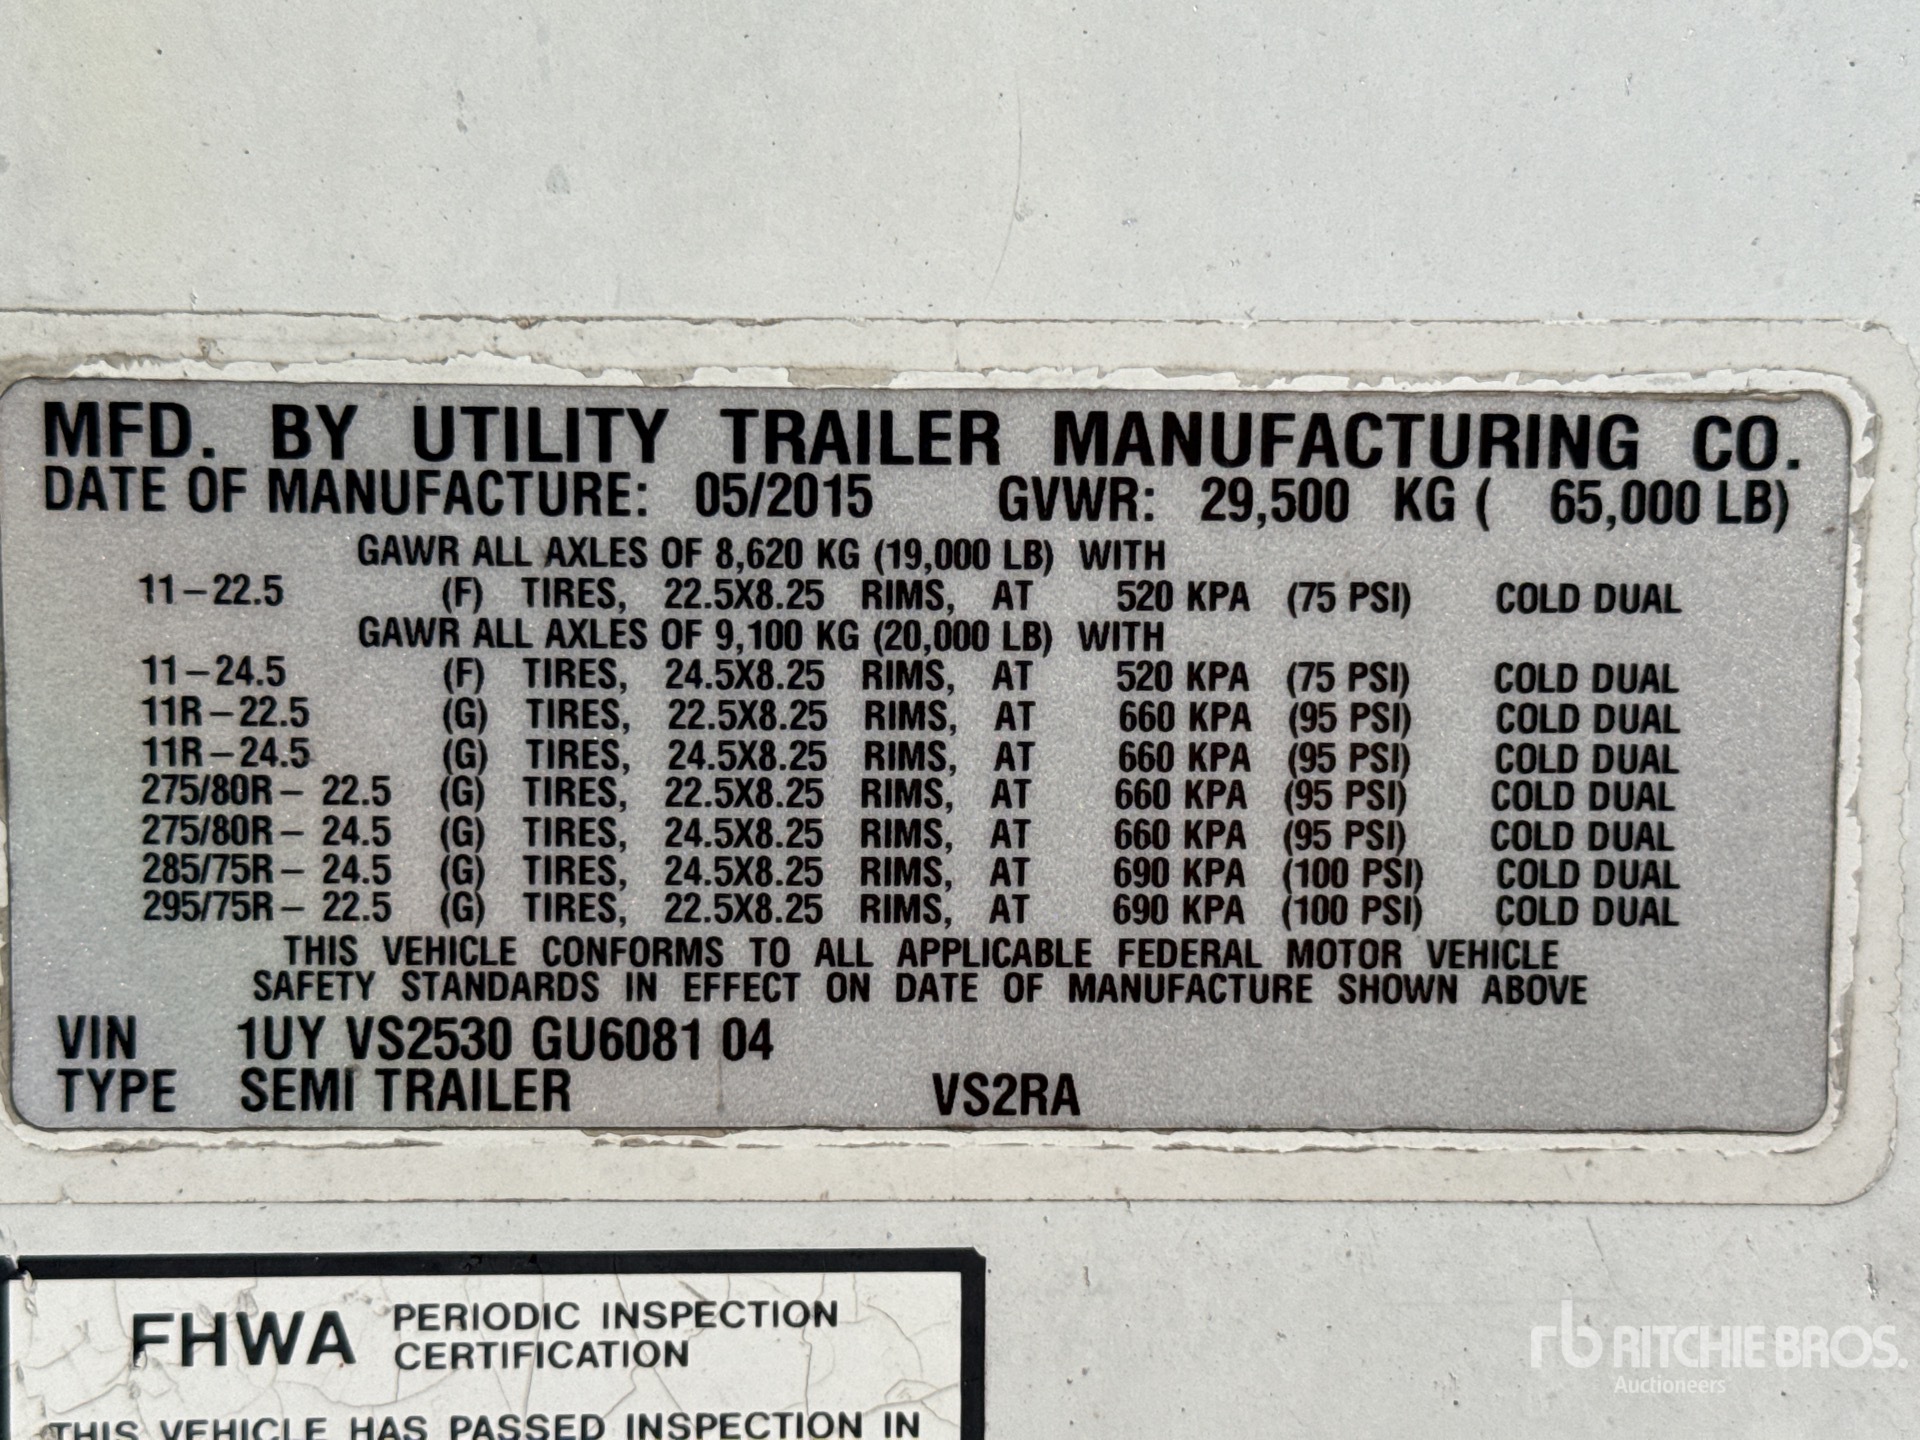 MFD. BY UTILITY TRAILER MANUFACTURING CO.
DATE OF MANUFACTURE: 05/2015 GVWR: 29,500 KG ( 65,000 LB)
GAWR ALL AXLES OF 8,620 KG (19,000 LB) WITH
11-22.5 (F) TIRES, 22.5X8.25 RIMS, AT 520 KPA (75 PSI) COLD DUAL
GAWR ALL AXLES OF 9,100 KG (20,000 LB) WITH
11-24.5 (F) TIRES, 24.5X8.25 RIMS, AT 520 KPA (75 PSI) COLD DUAL
11R-22.5 (G) TIRES, 22.5X8.25 RIMS, AT 660 KPA (95 PSI) COLD DUAL
11R-24.5 (G) TIRES, 24.5X8.25 RIMS, AT 660 KPA (95 PSI) COLD DUAL
275/80R- 22.5 (G) TIRES, 22.5X8.25 RIMS, AT 660 KPA (95 PSI) COLD DUAL
275/80R- 24.5 (G) TIRES, 24.5X8.25 RIMS, AT 660 KPA (95 PSI) COLD DUAL
285/75R- 24.5 (G) TIRES, 24.5X8.25 RIMS, AT 690 KPA (100 PSI) COLD DUAL
295/75R- 22.5 (G) TIRES, 22.5X8.25 RIMS, AT 690 KPA (100 PSI) COLD DUAL
THIS VEHICLE CONFORMS TO ALL APPLICABLE FEDERAL MOTOR VEHICLE
SAFETY STANDARDS IN EFFECT ON DATE OF MANUFACTURE SHOWN ABOVE
VIN 1UY VS2530 GU6081 04
TYPE SEMI TRAILER VS2RA
FHWA PERIODIC INSPECTION
CERTIFICATION
THIS VEHICLE HAS PASSED INSPECTION IN
rb RITCHIE BROS.
Auctioneers